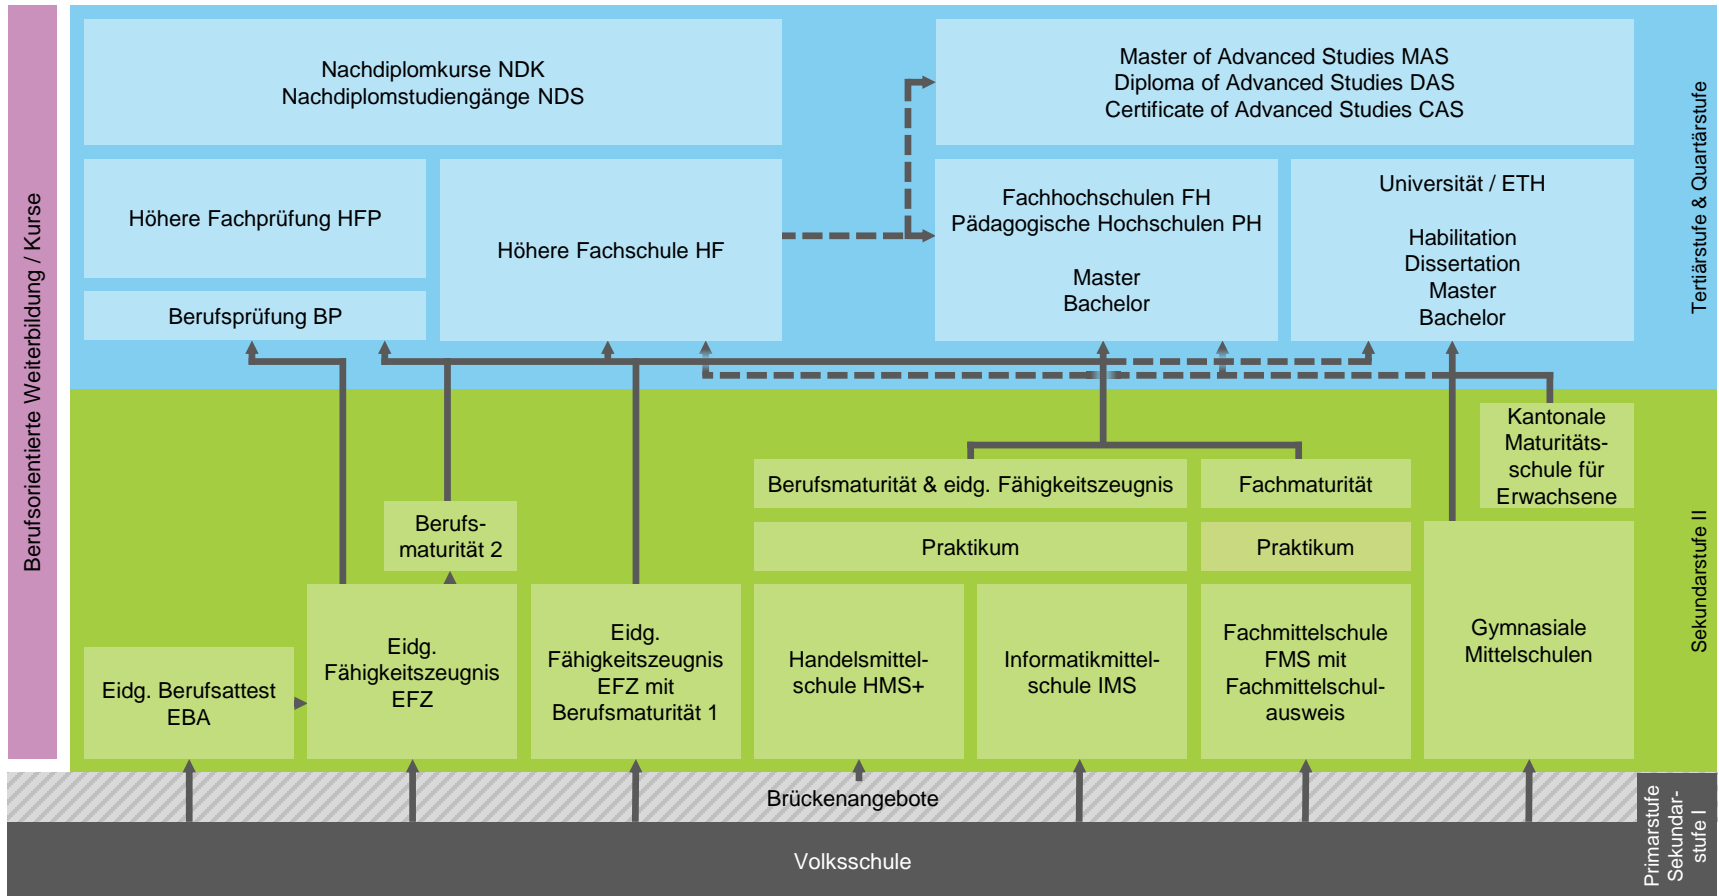 Berufsorientierte Weiterbildung / Kurse
Nachdiplomkurse NDK
Nachdiplomstudiengänge NDS
Master of Advanced Studies MAS
Diploma of Advanced Studies DAS
Certificate of Advanced Studies CAS
Höhere Fachprüfung HFP
Berufsprüfung BP
Höhere Fachschule HF
Fachhochschulen FH
Pädagogische Hochschulen PH
Master
Bachelor
Universität / ETH
Habilitation
Dissertation
Master
Bachelor
Tertiärstufe & Quartärstufe
Kantonale
Maturitäts-
schule für
Erwachsene
Berufsmaturität & eidg. Fähigkeitszeugnis
Fachmaturität
Berufs-
maturität 2
Praktikum
Praktikum
Eidg. Berufsattest
EBA
Eidg.
Fähigkeitszeugnis
EFZ
Eidg.
Fähigkeitszeugnis
EFZ mit
Berufsmaturität 1
Handelsmittel-
schule HMS+
Informatikmittel-
schule IMS
Fachmittelschule
FMS mit
Fachmittelschul-
ausweis
Gymnasiale
Mittelschulen
Sekundarstufe II
Brückenangebote
Volksschule
Primarstufe
Sekundar-
stufe I